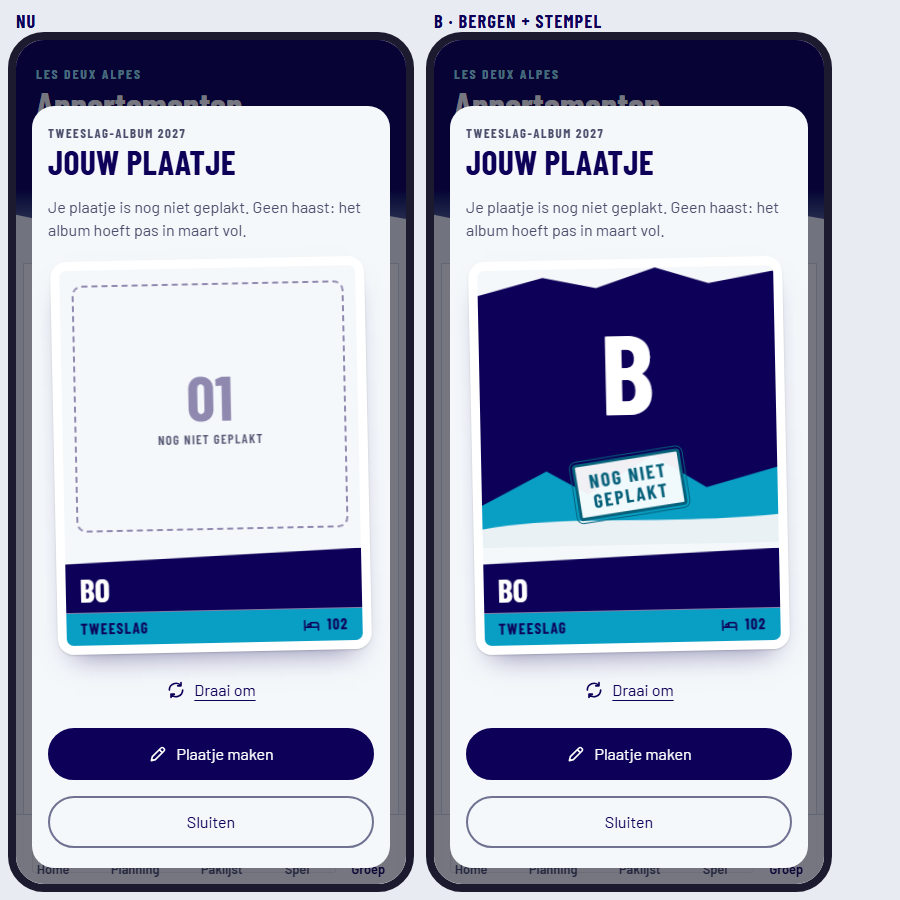 NU
LES DEUX ALPES
Appartementen
TWEESLAG-ALBUM 2027
JOUW PLAATJE
Je plaatje is nog niet geplakt. Geen haast: het
album hoeft pas in maart vol.
01
NOG NIET GEPLAKT
BO
TWEESLAG
102
Draai om
Plaatje maken
Sluiten
Home Planning Paklijst Spel Groep
B · BERGEN + STEMPEL
LES DEUX ALPES
Appartementen
TWEESLAG-ALBUM 2027
JOUW PLAATJE
Je plaatje is nog niet geplakt. Geen haast: het
album hoeft pas in maart vol.
B
NOG NIET
GEPLAKT
BO
TWEESLAG
102
Draai om
Plaatje maken
Sluiten
Home Planning Paklijst Spel Groep